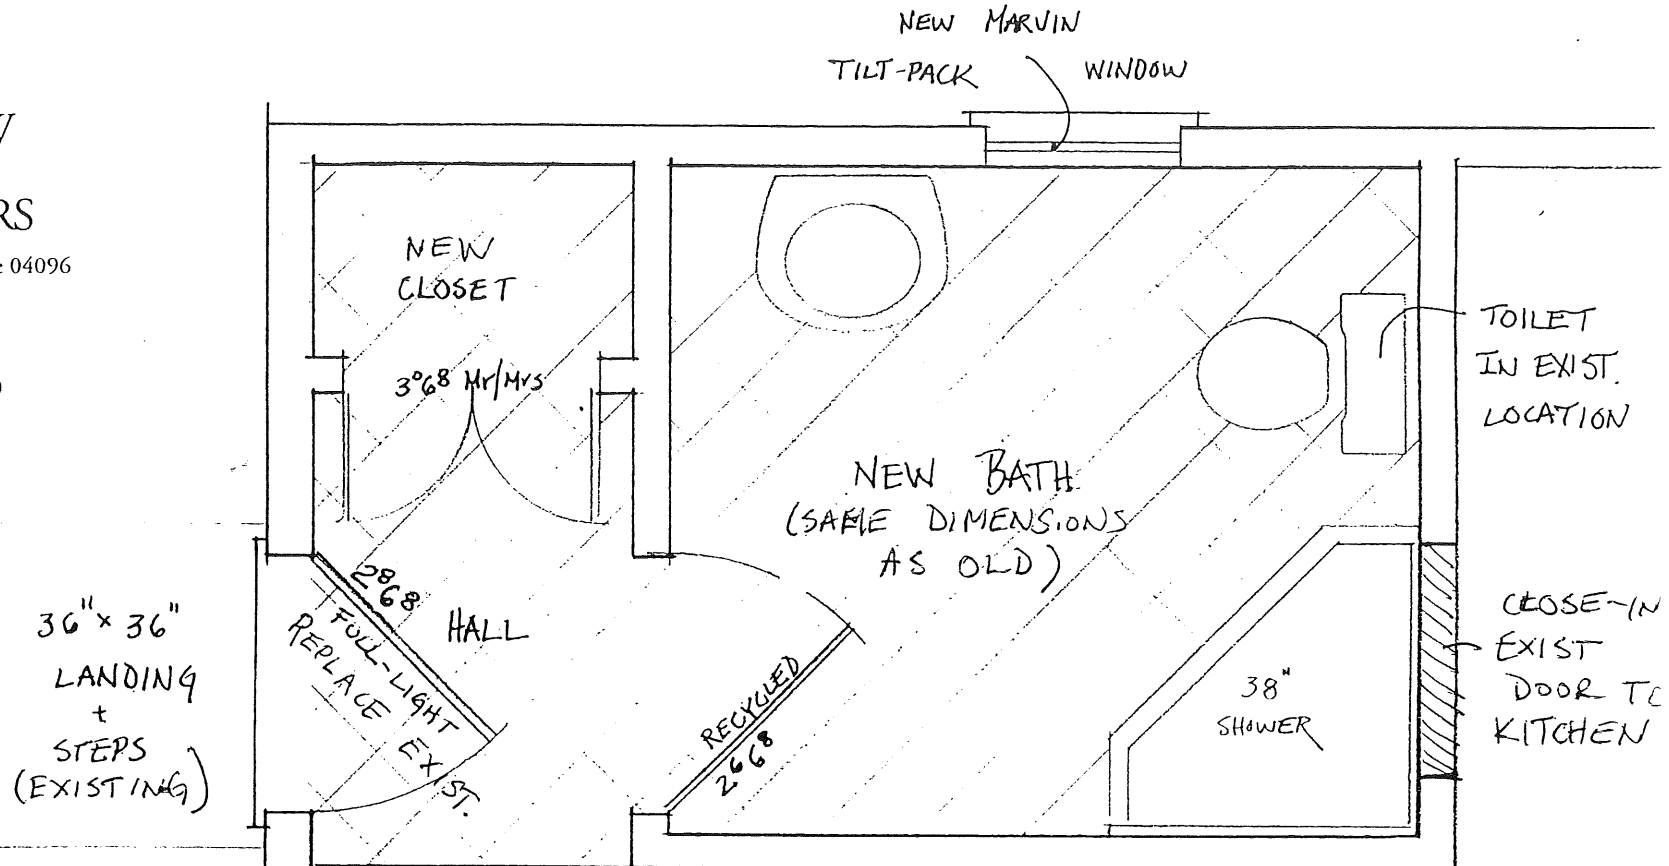 NEW MARVIN
TILT-PACK WINDOW
RS
04096
NEW
CLOSET
3⁰6⁸ Mr/Mrs
TOILET
IN EXIST.
LOCATION
NEW BATH
(SAME DIMENSIONS
AS OLD)
2⁸6⁸
FULL-LIGHT
REPLACE EXIST.
HALL
36" x 36"
LANDING
+
STEPS
(EXISTING)
RECYCLED
2⁶6⁸
38"
SHOWER
CLOSE-IN
EXIST
DOOR TO
KITCHEN